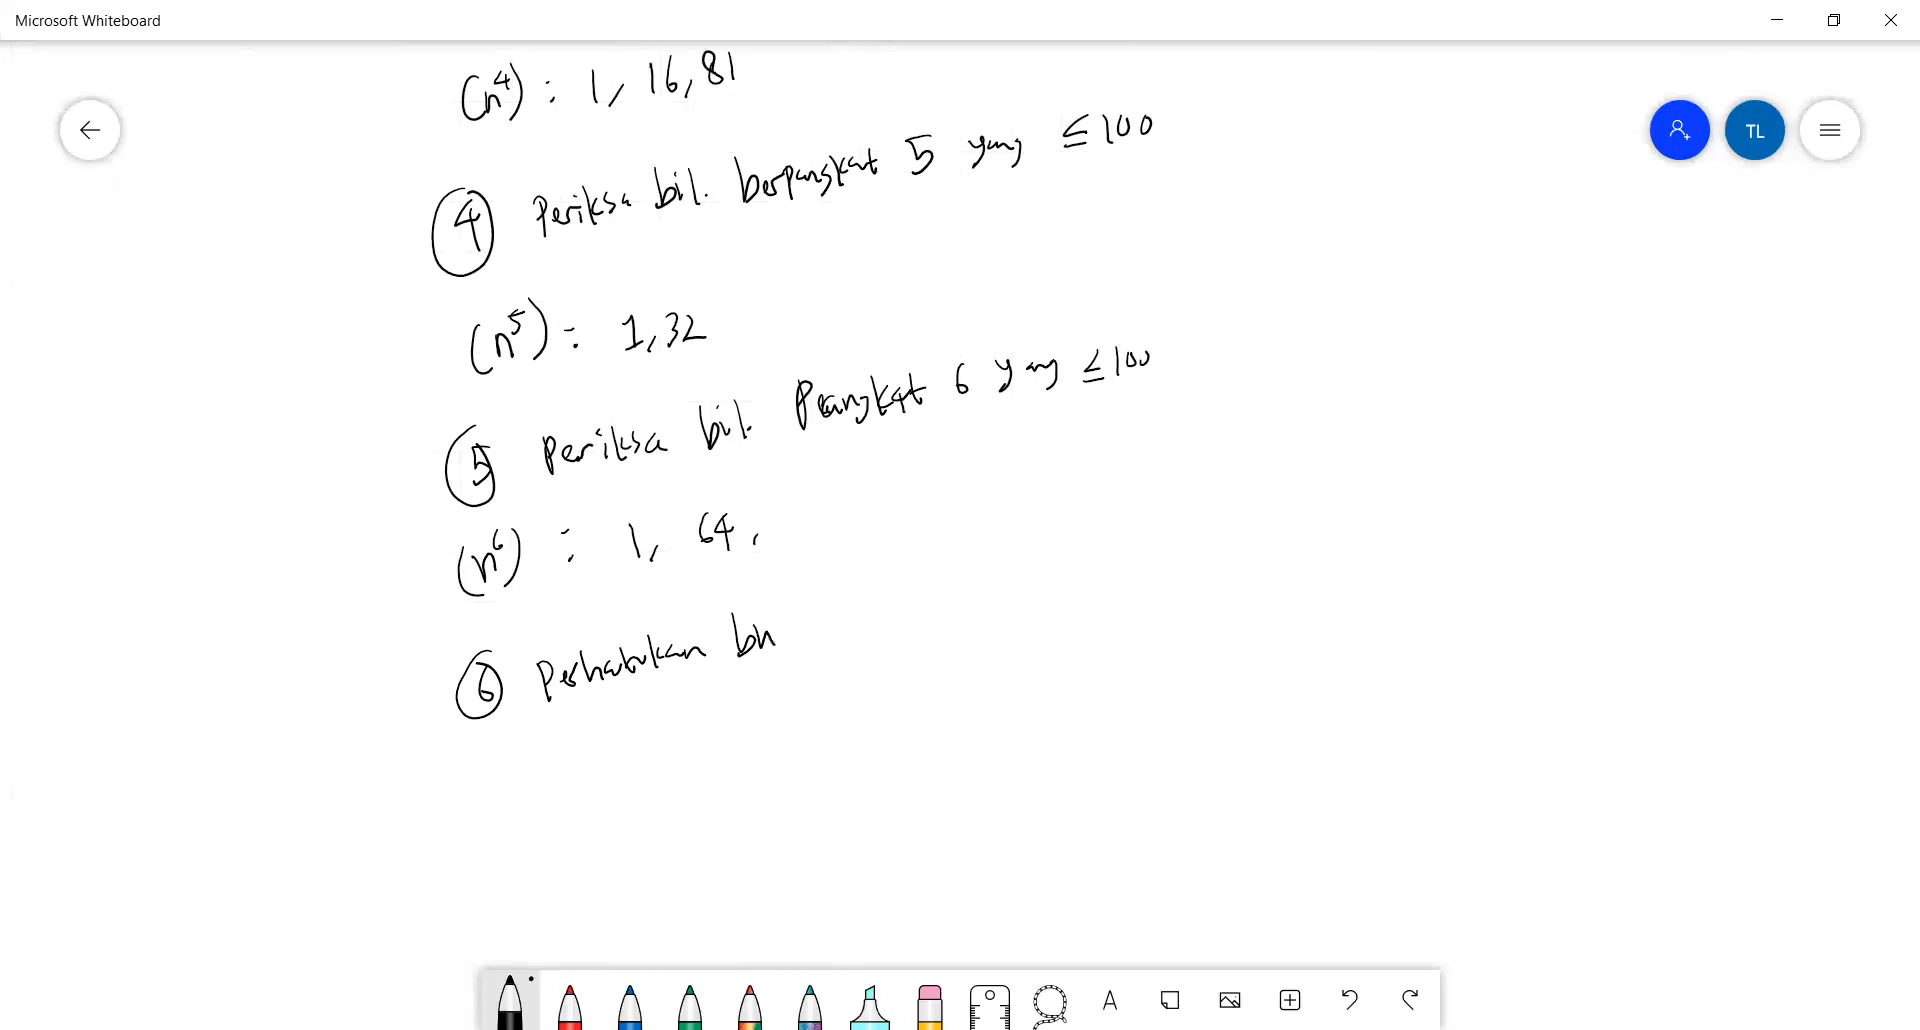 Microsoft Whiteboard
TL
(n⁴) : 1, 16, 81
④ Periksa bil. berpangkat 5 yang ≤ 100
(n⁵) : 1, 32
⑤ Periksa bil. Pangkat 6 yang ≤ 100
(n⁶) : 1, 64,
⑥ Perhatikan
A